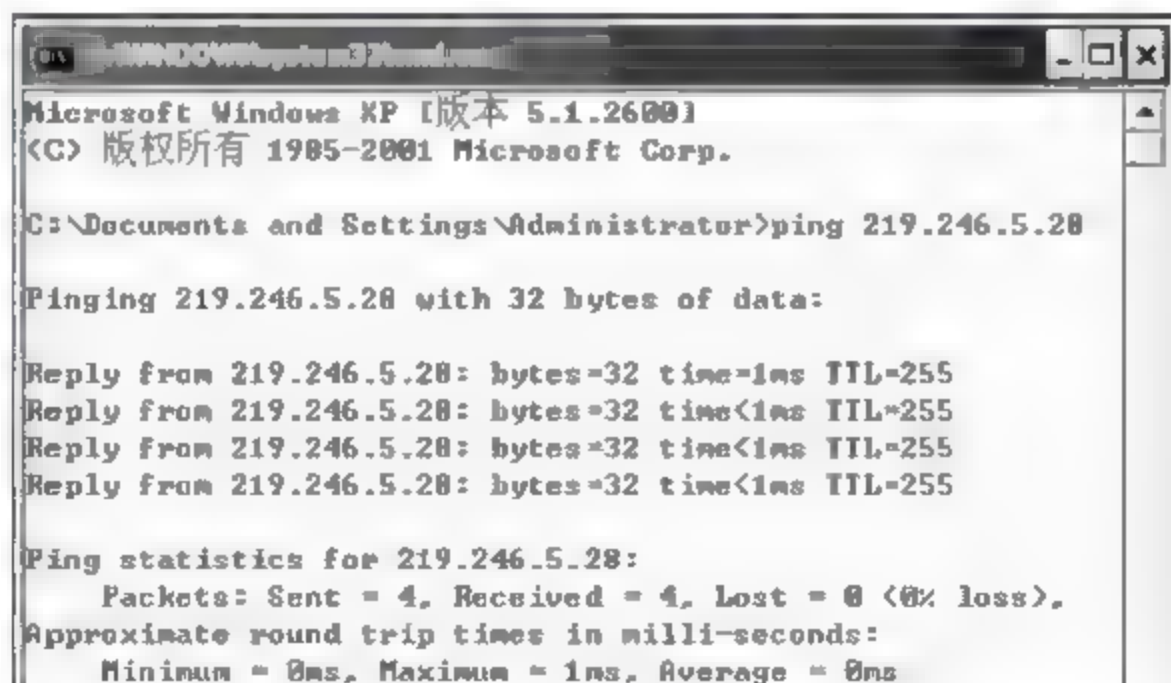 Microsoft Windows XP [版本 5.1.2600]
(C) 版权所有 1985-2001 Microsoft Corp.
C:\Documents and Settings\Administrator>ping 219.246.5.28
Pinging 219.246.5.28 with 32 bytes of data:
Reply from 219.246.5.28: bytes=32 time=1ms TTL=255
Reply from 219.246.5.28: bytes=32 time<1ms TTL=255
Reply from 219.246.5.28: bytes=32 time<1ms TTL=255
Reply from 219.246.5.28: bytes=32 time<1ms TTL=255
Ping statistics for 219.246.5.28:
Packets: Sent = 4, Received = 4, Lost = 0 (0% loss),
Approximate round trip times in milli-seconds:
Minimum = 0ms, Maximum = 1ms, Average = 0ms